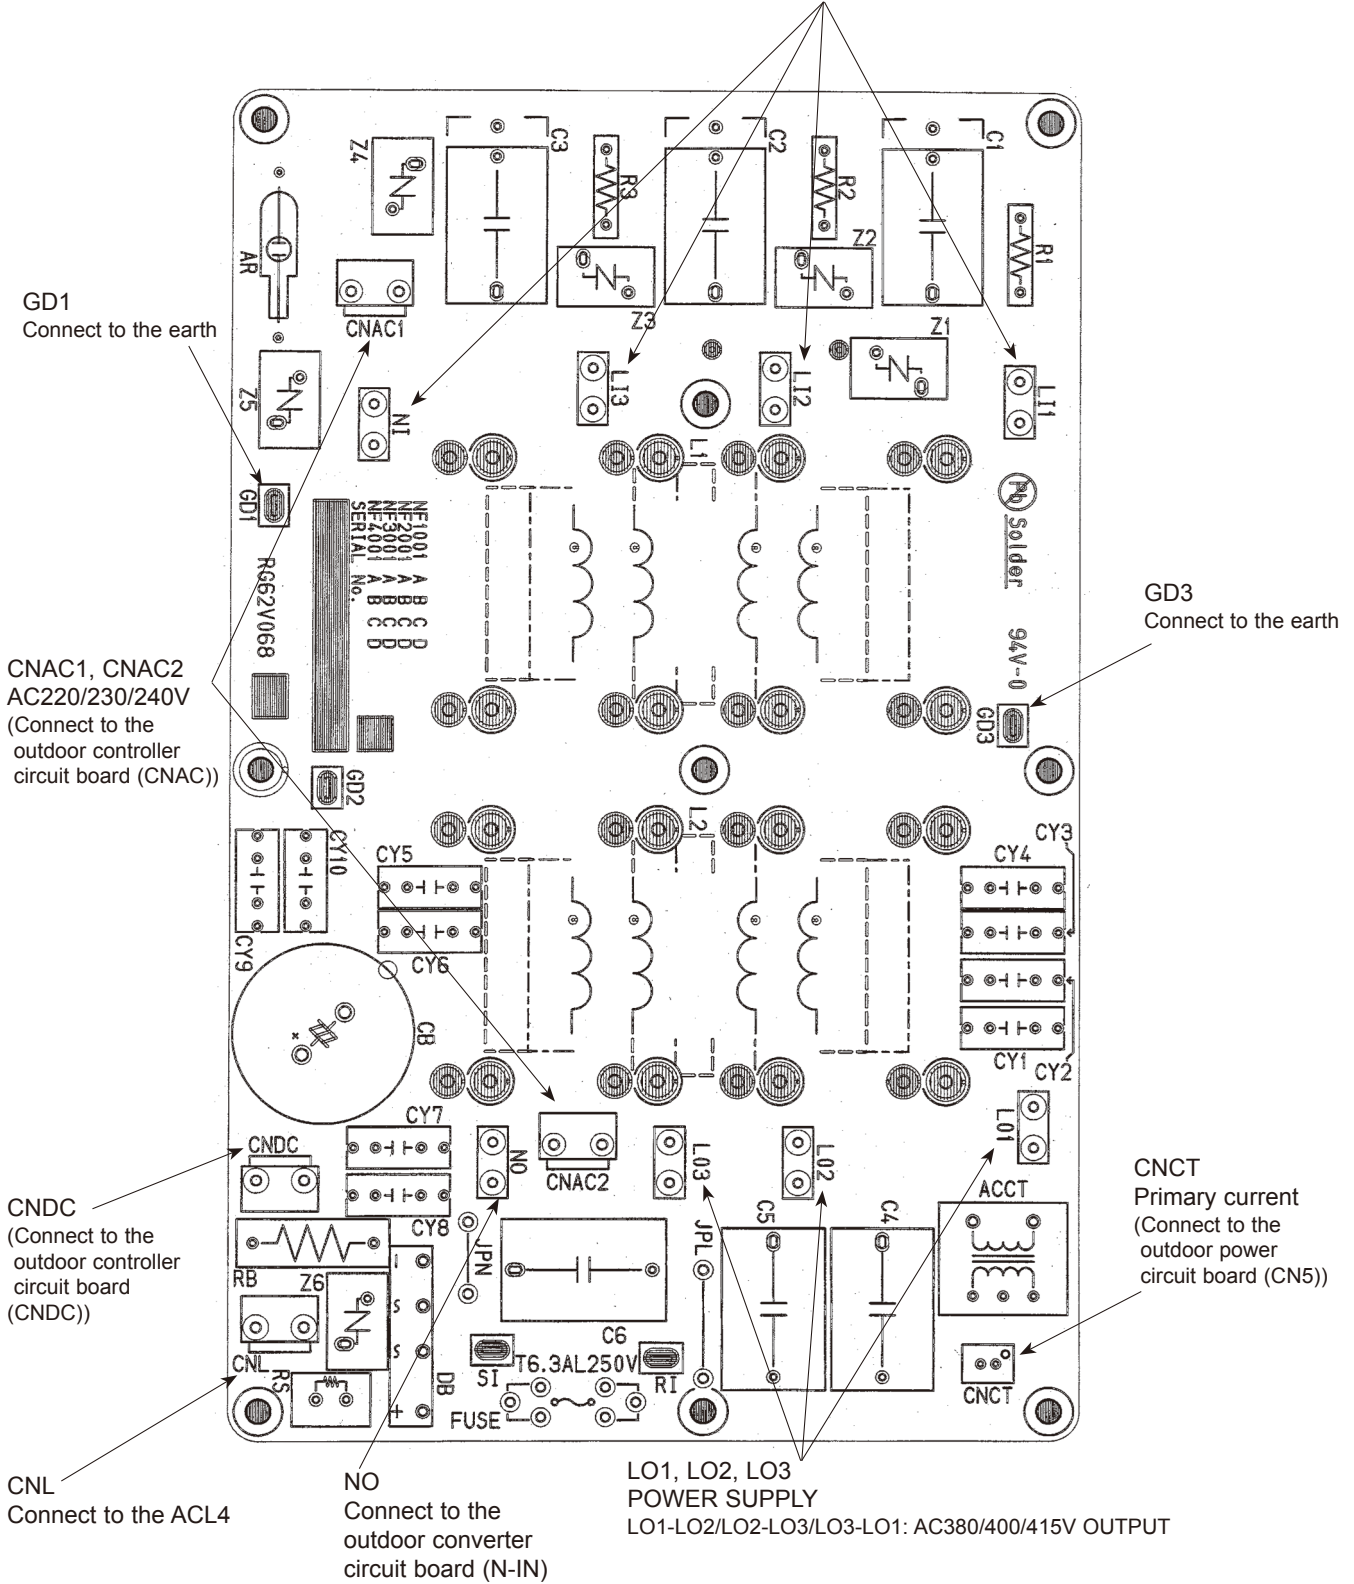 C3
C2
C1
Z4
R3
R2
Z2
R1
AR
CNAC1
Z3
Z1
GD1
Connect to the earth
Z5
NI
LI3
LI2
LI1
L1
GD1
NF1001 A B C D
NF2001 A B C D
NF3001 A B C D
NF4001 A B C D
SERIAL No.
Pb
Solder
RG62V068
94V-0
GD3
Connect to the earth
GD3
CNAC1, CNAC2
AC220/230/240V
(Connect to the
outdoor controller
circuit board (CNAC))
GD2
L2
CY10
CY5
CY3
CY4
CY9
CY6
CB
CY1
CY2
CY7
LO1
CNDC
NO
CNAC2
LO3
LO2
CNCT
Primary current
(Connect to the
outdoor power
circuit board (CN5))
ACCT
CNDC
(Connect to the
outdoor controller
circuit board
(CNDC))
CY8
C5
C4
JPN
JPL
RB
Z6
C6
CNL
SI
T6.3AL250V
RI
CNCT
RS
DB
FUSE
S
S
+
CNL
Connect to the ACL4
NO
Connect to the
outdoor converter
circuit board (N-IN)
LO1, LO2, LO3
POWER SUPPLY
LO1-LO2/LO2-LO3/LO3-LO1: AC380/400/415V OUTPUT